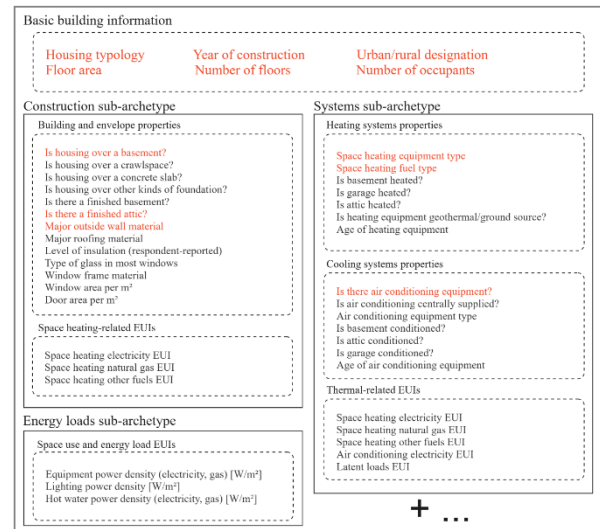 Basic building information
Housing typology
Year of construction
Urban/rural designation
Floor area
Number of floors
Number of occupants
Construction sub-archetype
Building and envelope properties
Is housing over a basement?
Is housing over a crawlspace?
Is housing over a concrete slab?
Is housing over other kinds of foundation?
Is there a finished basement?
Is there a finished attic?
Major outside wall material
Major roofing material
Level of insulation (respondent-reported)
Type of glass in most windows
Window frame material
Window area per m²
Door area per m²
Space heating-related EUIs
Space heating electricity EUI
Space heating natural gas EUI
Space heating other fuels EUI
Energy loads sub-archetype
Space use and energy load EUIs
Equipment power density (electricity, gas) [W/m²]
Lighting power density [W/m²]
Hot water power density (electricity, gas) [W/m²]
Systems sub-archetype
Heating systems properties
Space heating equipment type
Space heating fuel type
Is basement heated?
Is garage heated?
Is attic heated?
Is heating equipment geothermal/ground source?
Age of heating equipment
Cooling systems properties
Is there air conditioning equipment?
Is air conditioning centrally supplied?
Air conditioning equipment type
Is basement conditioned?
Is attic conditioned?
Is garage conditioned?
Age of air conditioning equipment
Thermal-related EUIs
Space heating electricity EUI
Space heating natural gas EUI
Space heating other fuels EUI
Air conditioning electricity EUI
Latent loads EUI
+ ...